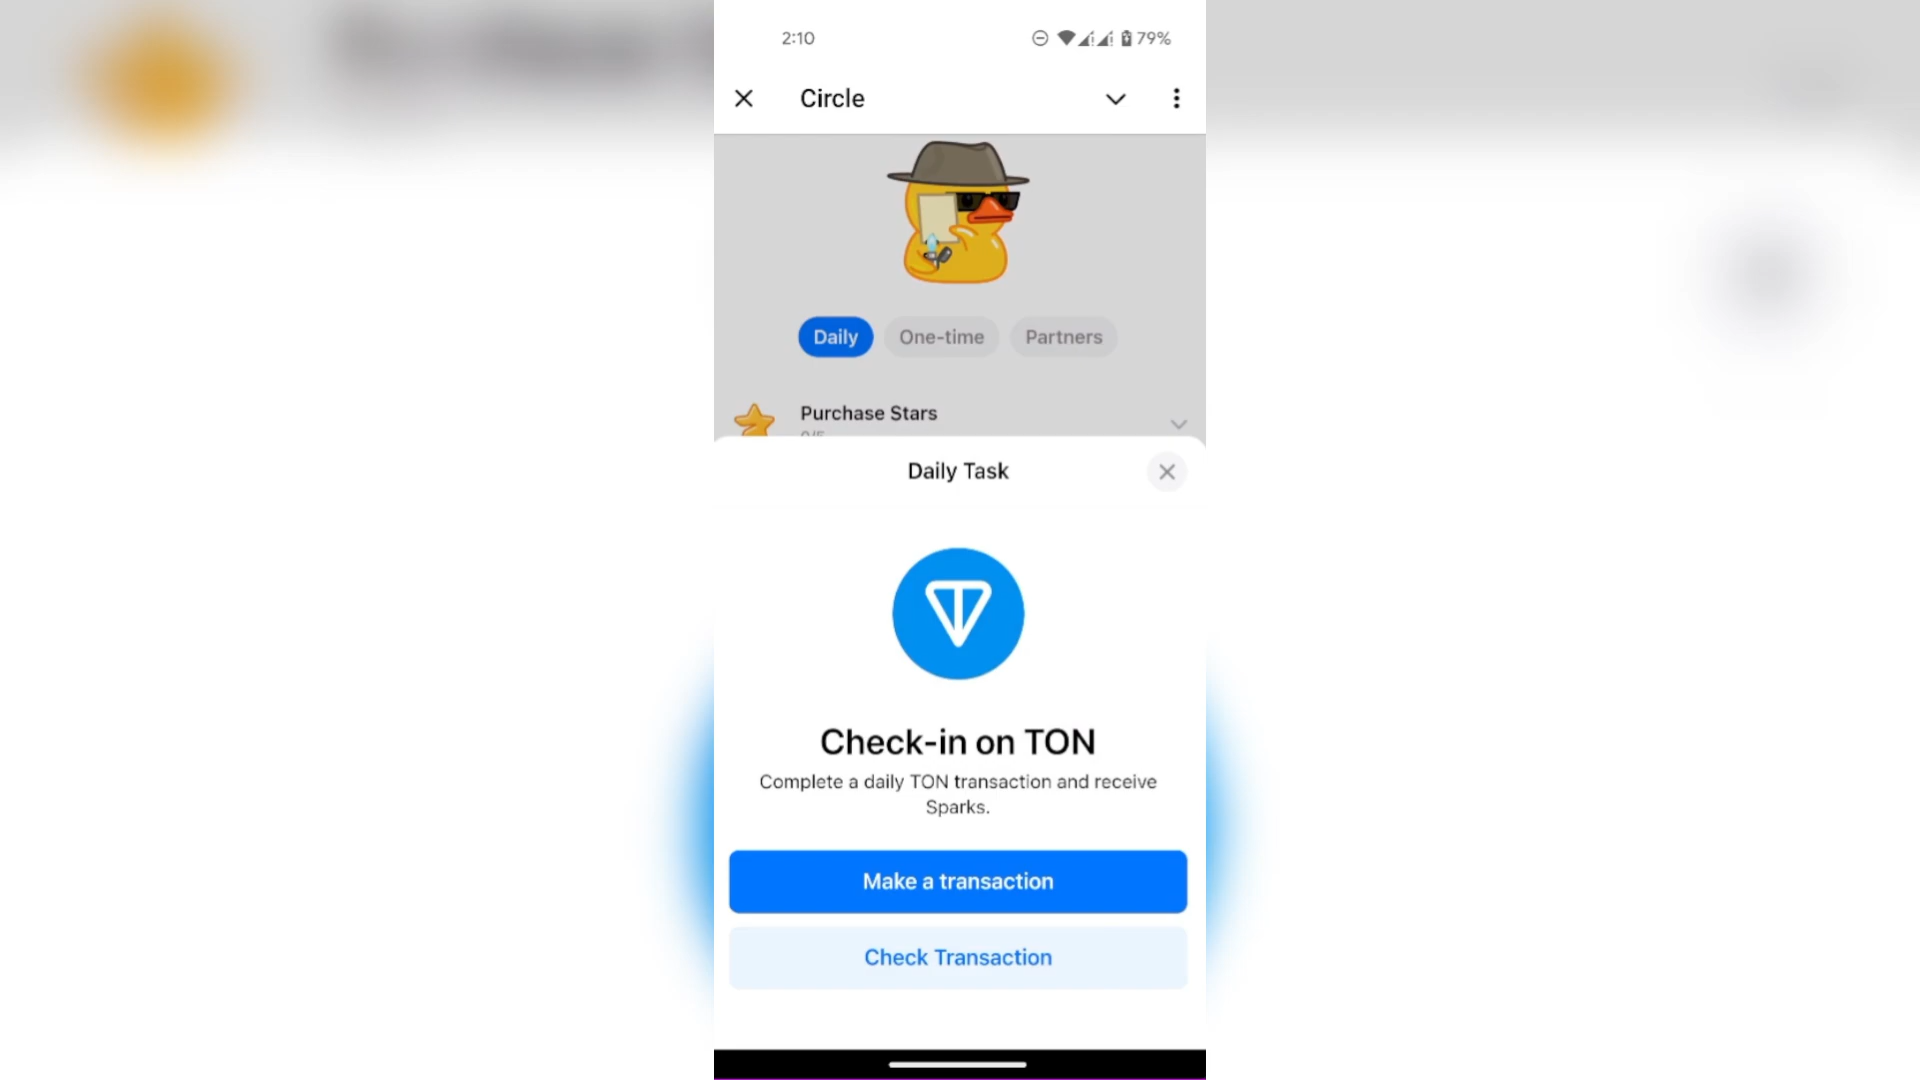 2:10
79%
Circle
Daily
One-time
Partners
Purchase Stars
Daily Task
Check-in on TON
Complete a daily TON transaction and receive
Sparks.
Make a transaction
Check Transaction